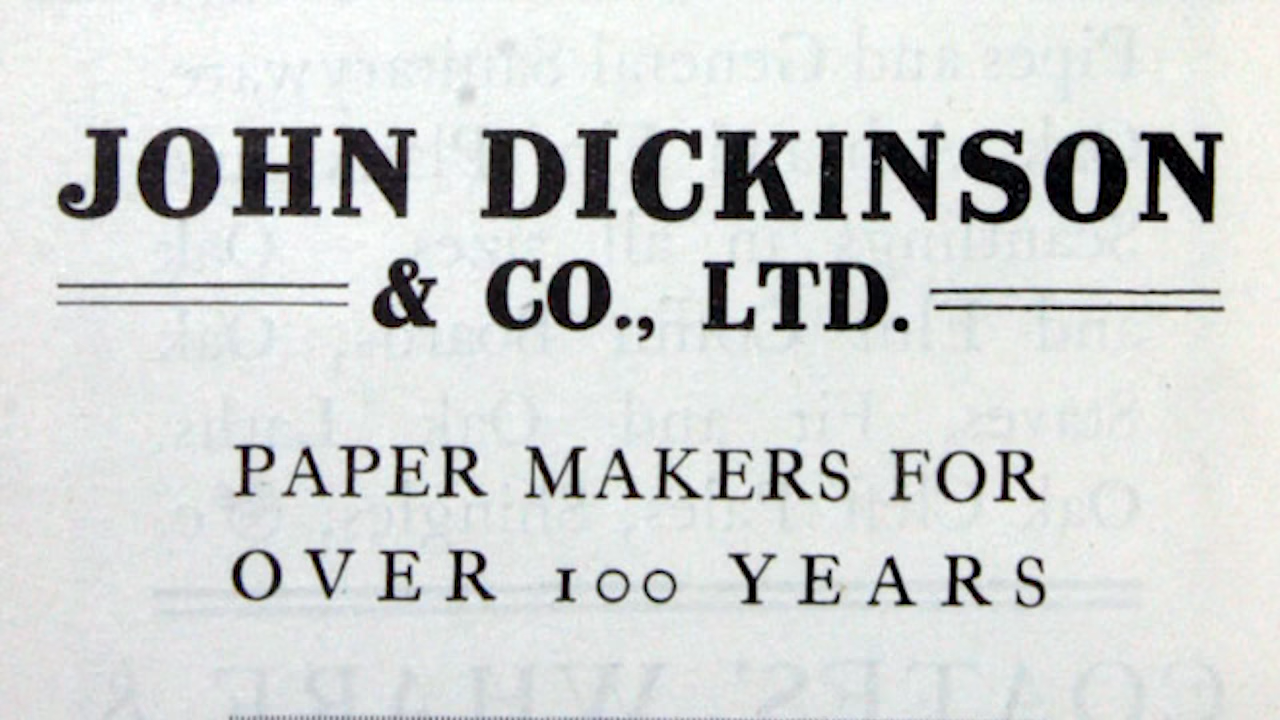 JOHN DICKINSON
& CO., LTD.
PAPER MAKERS FOR
OVER 100 YEARS